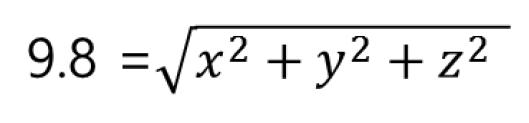 9.8 = √x² + y² + z²